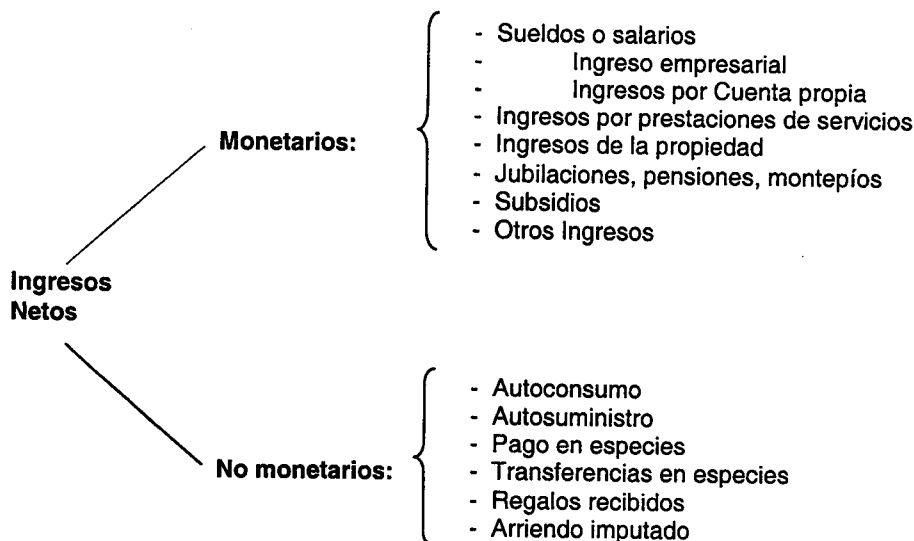 - Sueldos o salarios
- Ingreso empresarial
- Ingresos por Cuenta propia
- Ingresos por prestaciones de servicios
Monetarios:
- Ingresos de la propiedad
- Jubilaciones, pensiones, montepíos
- Subsidios
- Otros Ingresos
Ingresos
Netos
- Autoconsumo
- Autosuministro
- Pago en especies
No monetarios:
- Transferencias en especies
- Regalos recibidos
- Arriendo imputado